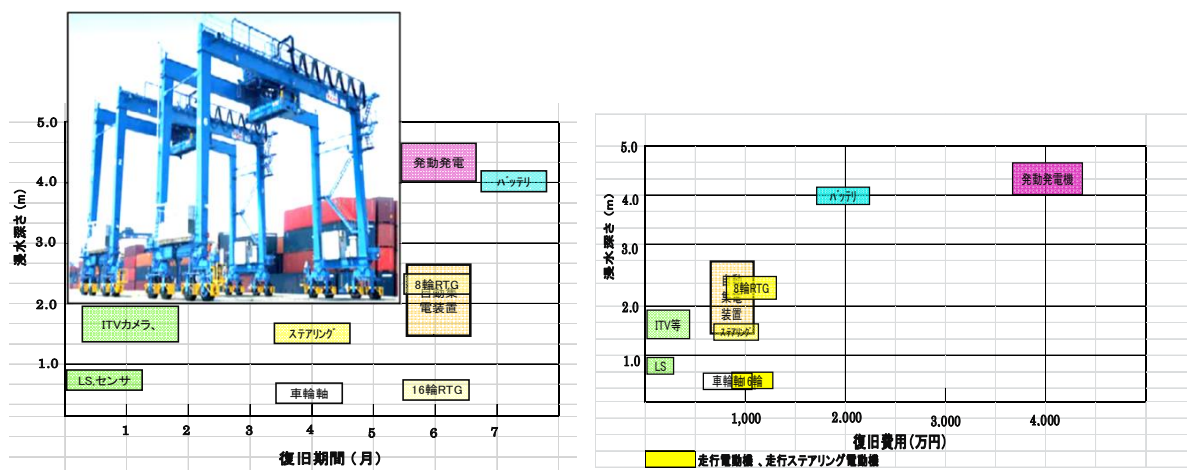 5.0
4.0
3.0
2.0
1.0
浸水深さ(m)
発動発電
バッテリ
8輪RTG
自動集
電装置
ITVカメラ、
ステアリング
LS,センサ
車輪軸
16輪RTG
1 2 3 4 5 6 7
復旧期間(月)
5.0
4.0
3.0
2.0
1.0
浸水深さ(m)
発動発電機
バッテリ
自動
8輪RTG
集
装置
ITV等
ステアリング
LS
車輪軸
16輪
1,000 2.000 3.000 4.000
復旧費用(万円)
走行電動機、走行ステアリング電動機